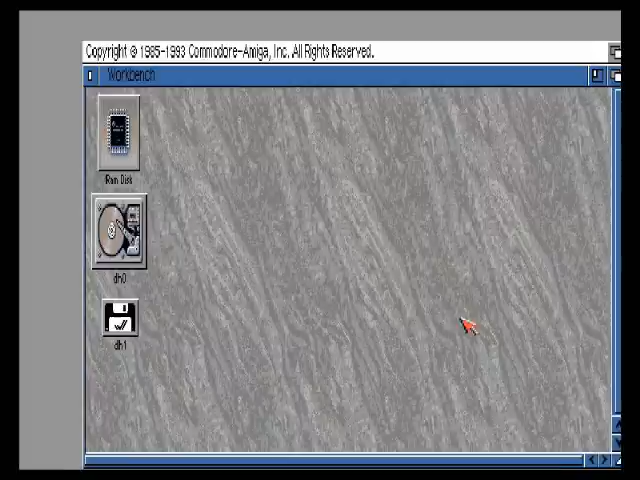 Copyright © 1985-1993 Commodore-Amiga, Inc. All Rights Reserved.
Workbench
Ram Disk
dh0
dh1